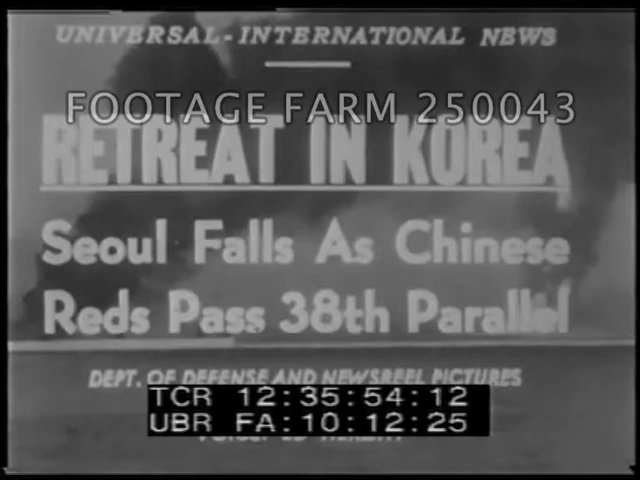 UNIVERSAL-INTERNATIONAL NEWS
FOOTAGE FARM 250043
RETREAT IN KOREA
Seoul Falls As Chinese
Reds Pass 38th Parallel
DEPT. OF DEFENSE AND NEWSREEL PICTURES
TCR 12:35:54:12
UBR FA:10:12:25